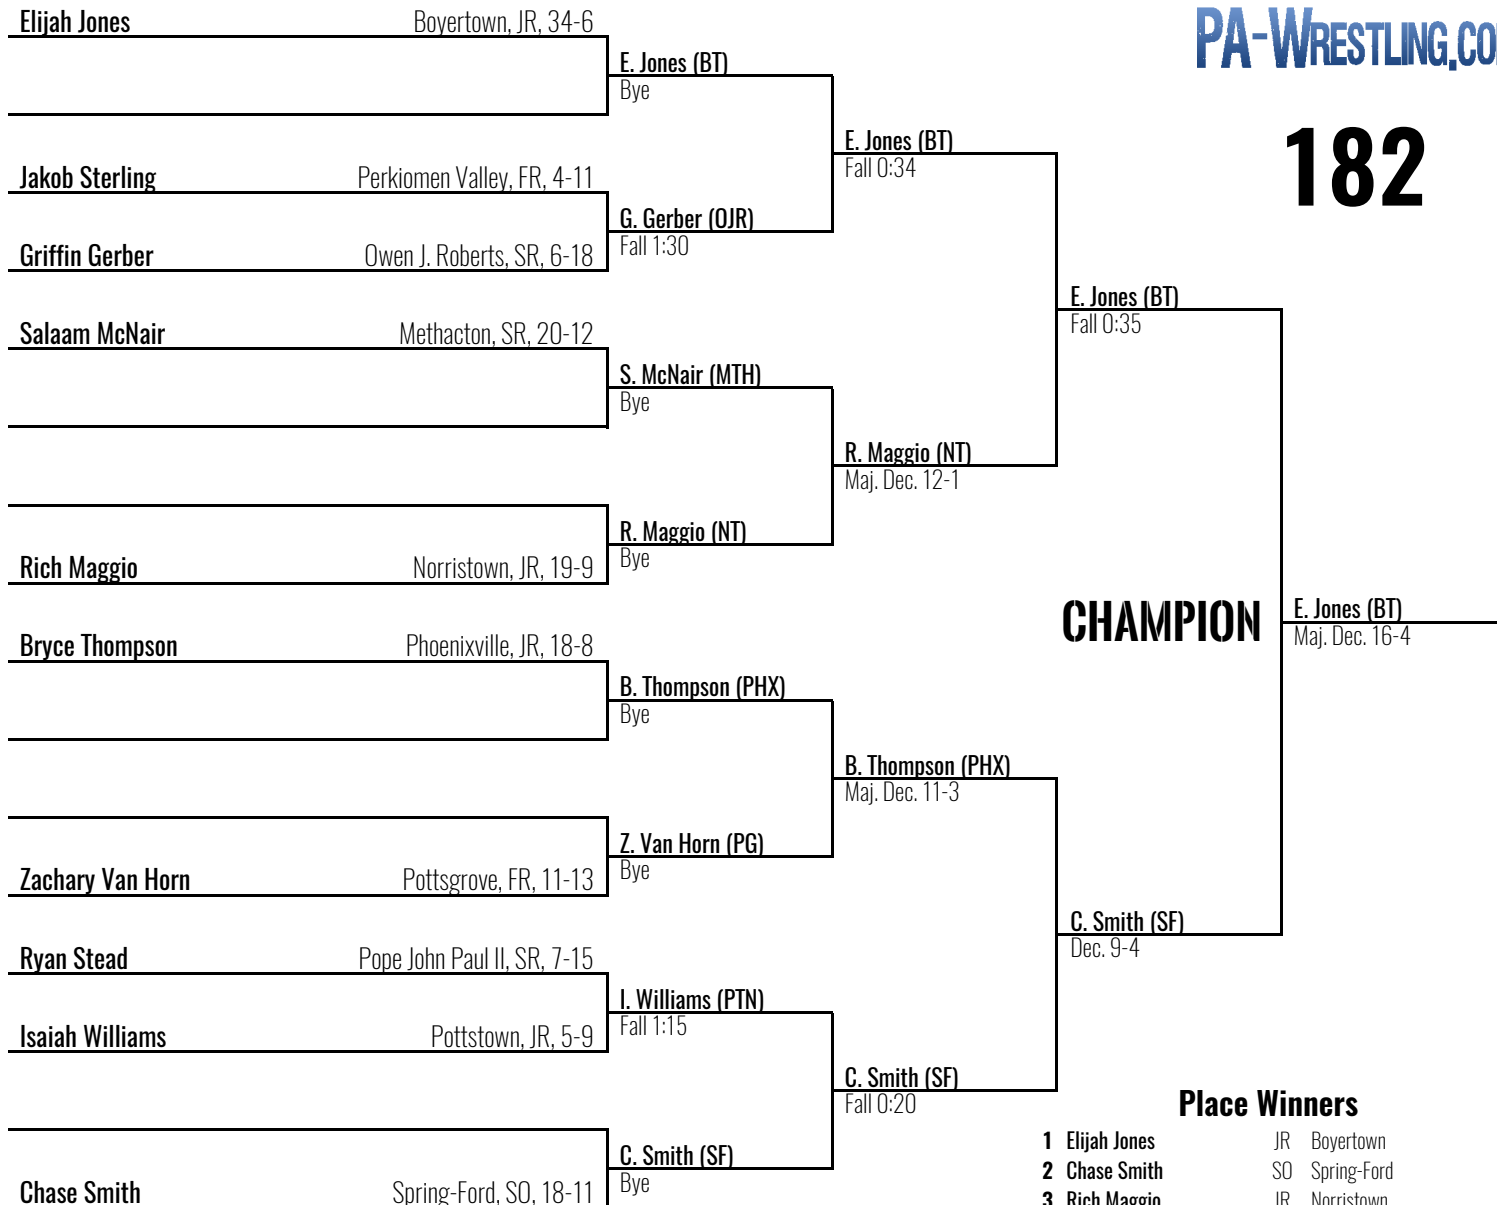 Elijah Jones Boyertown, JR, 34-6
PA-WRESTLING.CO
E. Jones (BT)
Bye
182
E. Jones (BT)
Fall 0:34
Jakob Sterling Perkiomen Valley, FR, 4-11
G. Gerber (OJR)
Fall 1:30
Griffin Gerber Owen J. Roberts, SR, 6-18
E. Jones (BT)
Fall 0:35
Salaam McNair Methacton, SR, 20-12
S. McNair (MTH)
Bye
R. Maggio (NT)
Maj. Dec. 12-1
R. Maggio (NT)
Bye
Rich Maggio Norristown, JR, 19-9
CHAMPION
E. Jones (BT)
Maj. Dec. 16-4
Bryce Thompson Phoenixville, JR, 18-8
B. Thompson (PHX)
Bye
B. Thompson (PHX)
Maj. Dec. 11-3
Z. Van Horn (PG)
Bye
Zachary Van Horn Pottsgrove, FR, 11-13
C. Smith (SF)
Dec. 9-4
Ryan Stead Pope John Paul II, SR, 7-15
I. Williams (PTN)
Fall 1:15
Isaiah Williams Pottstown, JR, 5-9
C. Smith (SF)
Fall 0:20
C. Smith (SF)
Bye
Chase Smith Spring-Ford, SO, 18-11
Place Winners
1 Elijah Jones JR Boyertown
2 Chase Smith SO Spring-Ford
3 Rich Maggio JR Norristown